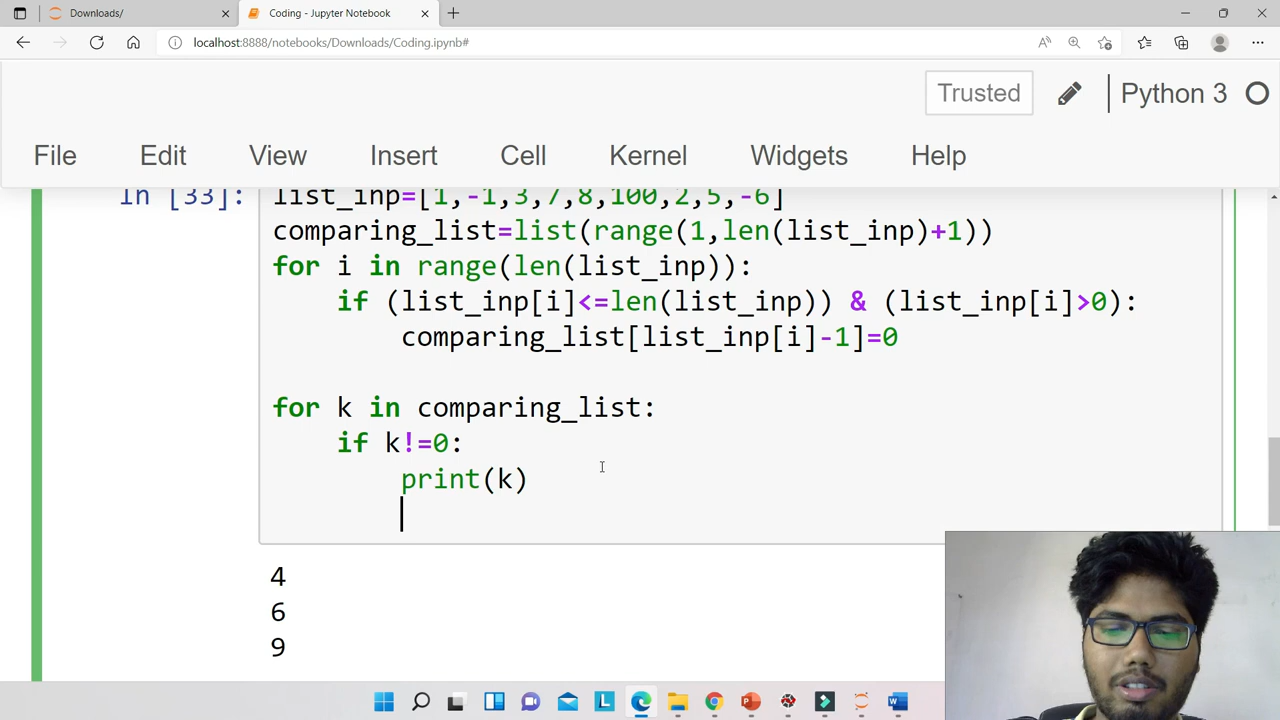 Downloads/
Coding - Jupyter Notebook
localhost:8888/notebooks/Downloads/Coding.ipynb#
Trusted
Python 3
File Edit View Insert Cell Kernel Widgets Help
In [33]: list_inp=[1,-1,3,7,8,100,2,5,-6]
comparing_list=list(range(1,len(list_inp)+1))
for i in range(len(list_inp)):
    if (list_inp[i]<=len(list_inp)) & (list_inp[i]>0):
        comparing_list[list_inp[i]-1]=0
for k in comparing_list:
    if k!=0:
        print(k)
4
6
9